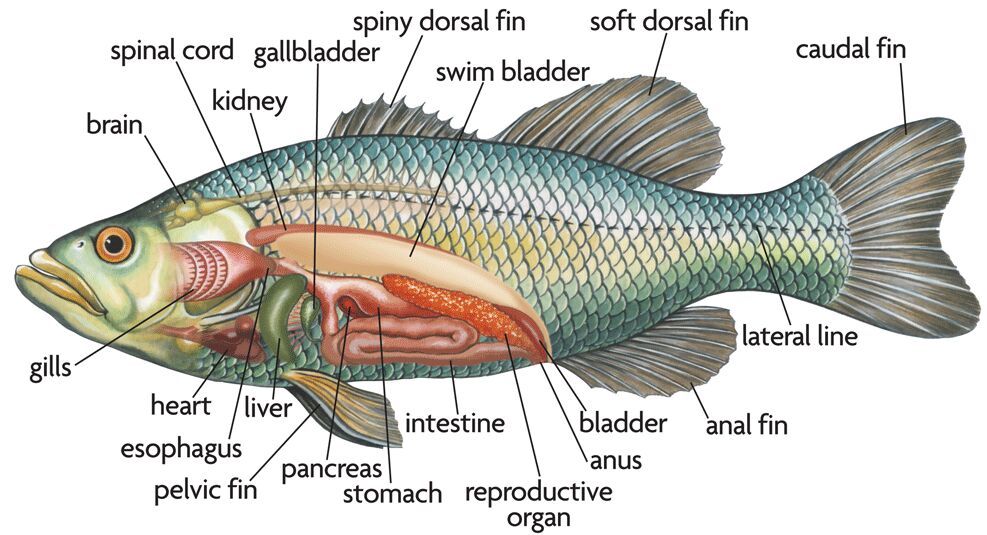 spiny dorsal fin
soft dorsal fin
spinal cord
gallbladder
caudal fin
swim bladder
kidney
brain
lateral line
gills
heart
liver
intestine
bladder
anal fin
esophagus
anus
pancreas
pelvic fin
stomach
reproductive
organ